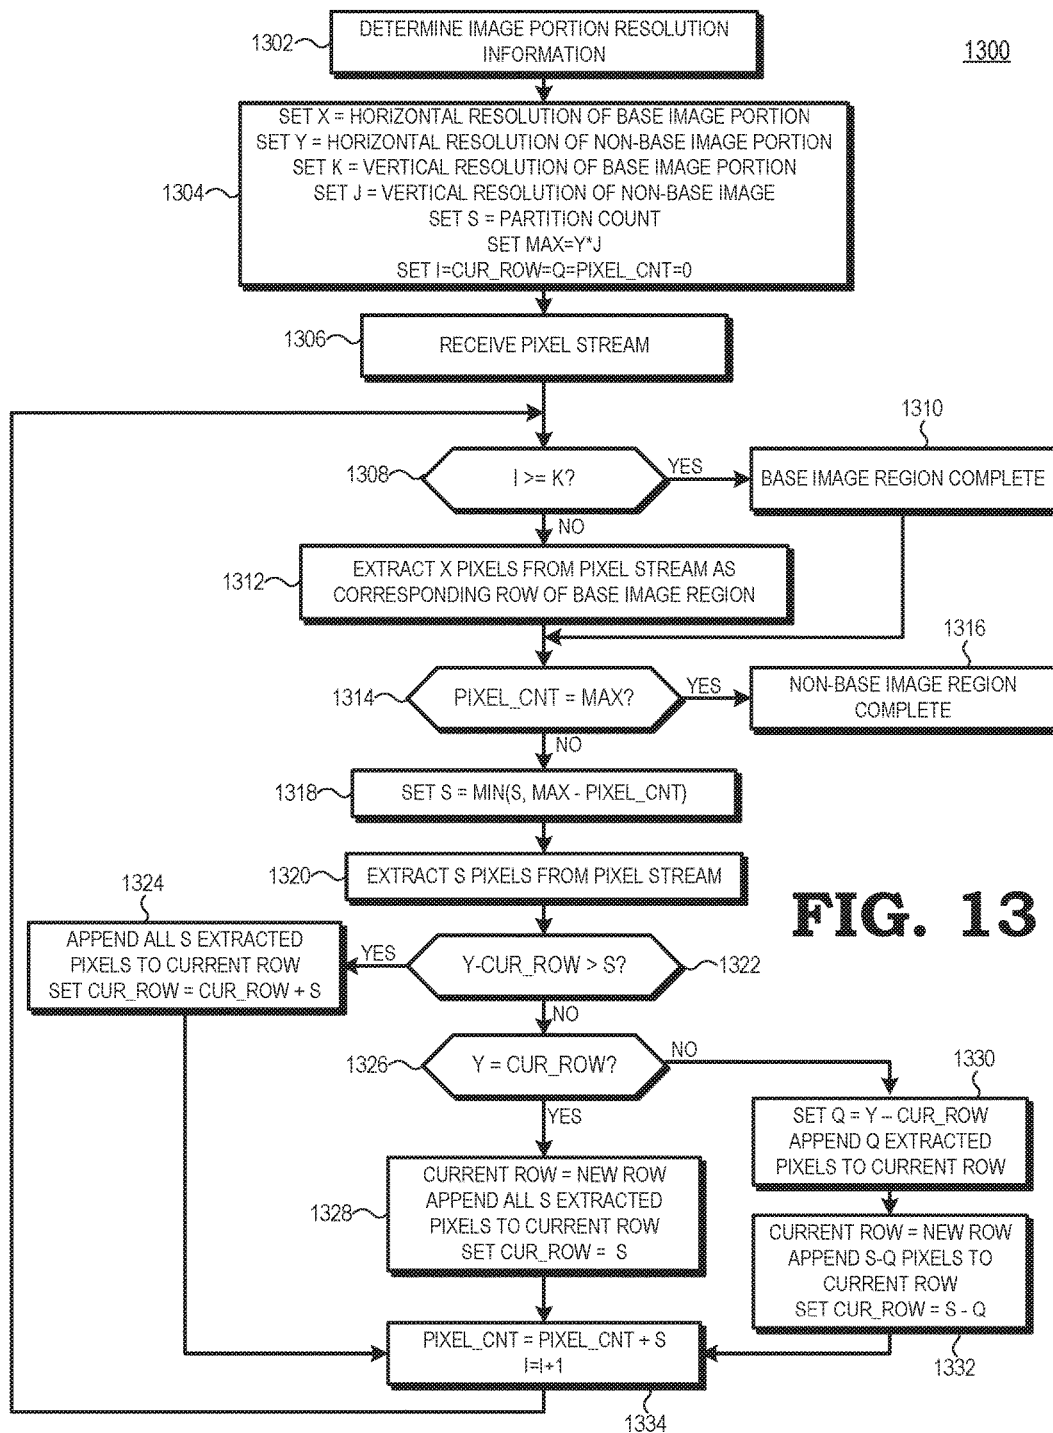 1302
DETERMINE IMAGE PORTION RESOLUTION
INFORMATION
1300
1304
SET X = HORIZONTAL RESOLUTION OF BASE IMAGE PORTION
SET Y = HORIZONTAL RESOLUTION OF NON-BASE IMAGE PORTION
SET K = VERTICAL RESOLUTION OF BASE IMAGE PORTION
SET J = VERTICAL RESOLUTION OF NON-BASE IMAGE
SET S = PARTITION COUNT
SET MAX=Y*J
SET I=CUR_ROW=Q=PIXEL_CNT=0
1306
RECEIVE PIXEL STREAM
1308
I >= K?
YES
1310
BASE IMAGE REGION COMPLETE
NO
1312
EXTRACT X PIXELS FROM PIXEL STREAM AS
CORRESPONDING ROW OF BASE IMAGE REGION
1314
PIXEL_CNT = MAX?
YES
1316
NON-BASE IMAGE REGION
COMPLETE
NO
1318
SET S = MIN(S, MAX - PIXEL_CNT)
1320
EXTRACT S PIXELS FROM PIXEL STREAM
FIG. 13
1322
Y-CUR_ROW > S?
YES
1324
APPEND ALL S EXTRACTED
PIXELS TO CURRENT ROW
SET CUR_ROW = CUR_ROW + S
NO
1326
Y = CUR_ROW?
NO
YES
1328
CURRENT ROW = NEW ROW
APPEND ALL S EXTRACTED
PIXELS TO CURRENT ROW
SET CUR_ROW = S
1330
SET Q = Y – CUR_ROW
APPEND Q EXTRACTED
PIXELS TO CURRENT ROW
CURRENT ROW = NEW ROW
APPEND S-Q PIXELS TO
CURRENT ROW
SET CUR_ROW = S - Q
1332
PIXEL_CNT = PIXEL_CNT + S
I=I+1
1334